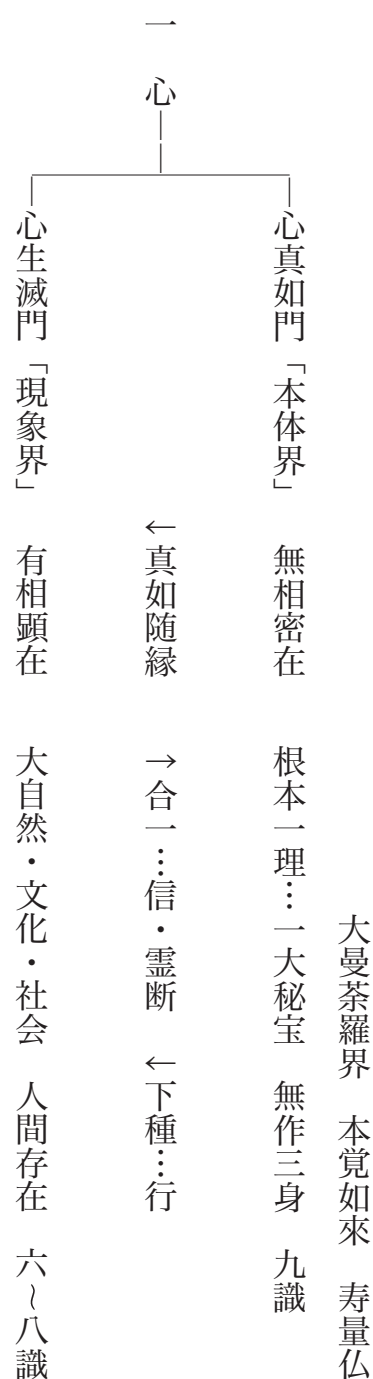 大曼荼羅界　本覚如來　寿量仏
心真如門「本体界」　無相密在　根本一理…一大秘宝　無作三身　九識
一　心　←真如随縁　→合一…信・霊断　←下種…行
心生滅門「現象界」　有相顕在　大自然・文化・社会　人間存在　六～八識